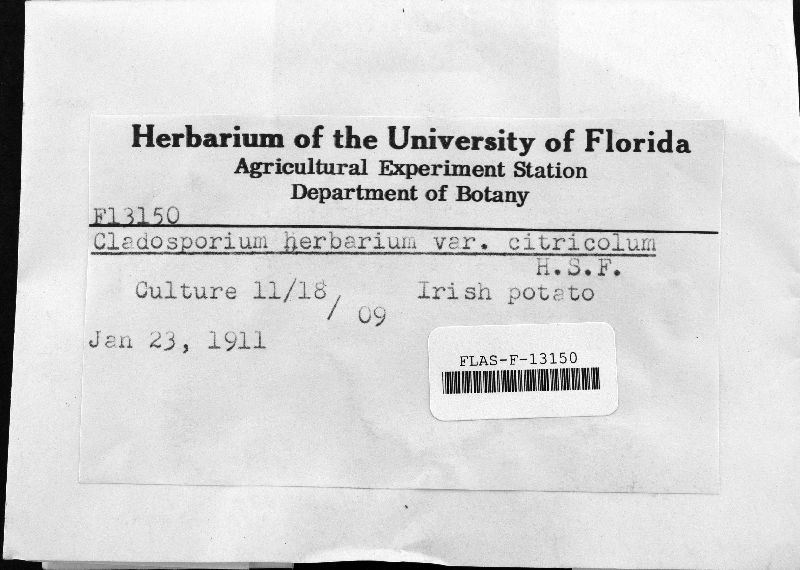 Herbarium of the University of Florida
Agricultural Experiment Station
Department of Botany
F13150
Cladosporium herbarium var. citricolum
H.S.F.
Culture 11/18/09 Irish potato
Jan 23, 1911
FLAS-F-13150